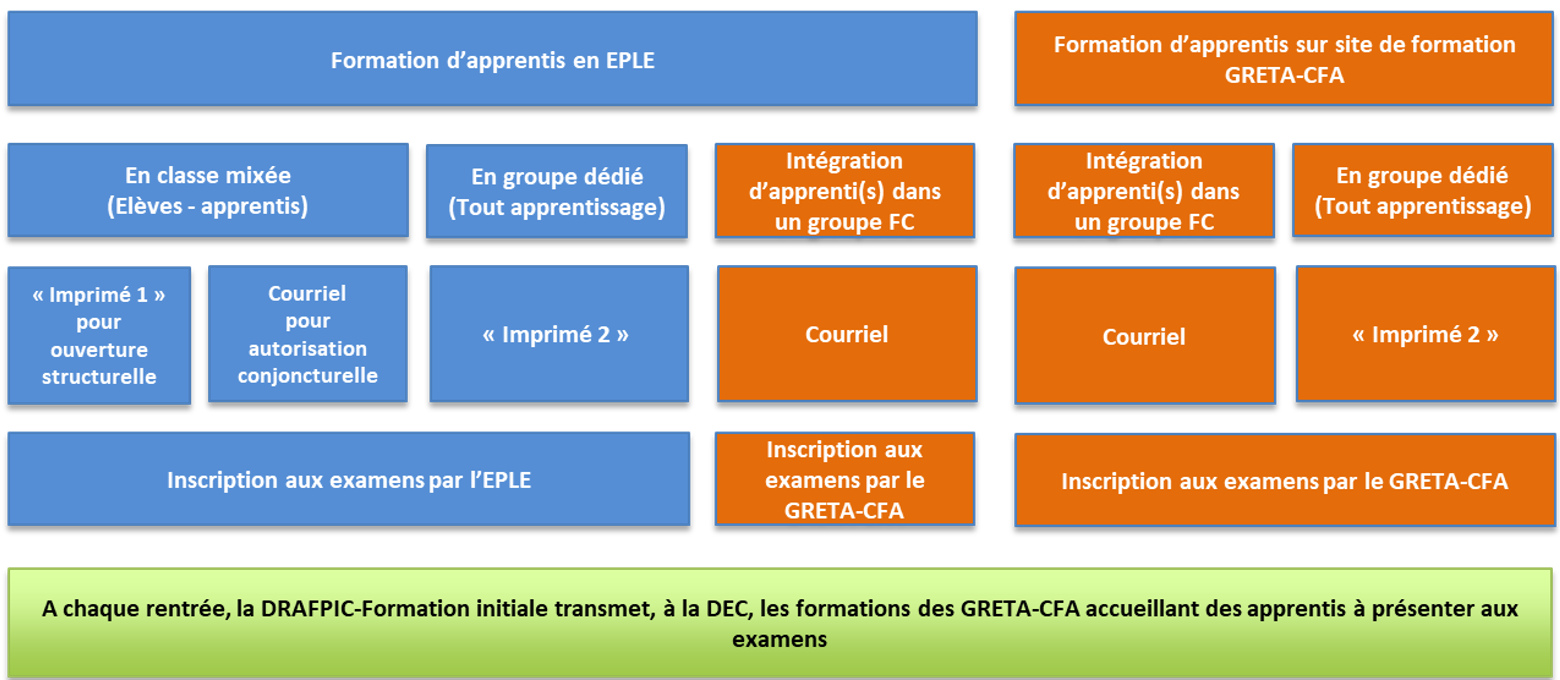 Formation d'apprentis en EPLE
Formation d'apprentis sur site de formation
GRETA-CFA
En classe mixée
(Elèves - apprentis)
En groupe dédié
(Tout apprentissage)
Intégration
d'apprenti(s) dans
un groupe FC
Intégration
d'apprenti(s) dans
un groupe FC
En groupe dédié
(Tout apprentissage)
« Imprimé 1 »
pour
ouverture
structurelle
Courriel
pour
autorisation
conjoncturelle
« Imprimé 2 »
Courriel
Courriel
« Imprimé 2 »
Inscription aux examens par l'EPLE
Inscription aux
examens par le
GRETA-CFA
Inscription aux examens par le GRETA-CFA
A chaque rentrée, la DRAFPIC-Formation initiale transmet, à la DEC, les formations des GRETA-CFA accueillant des apprentis à présenter aux
examens